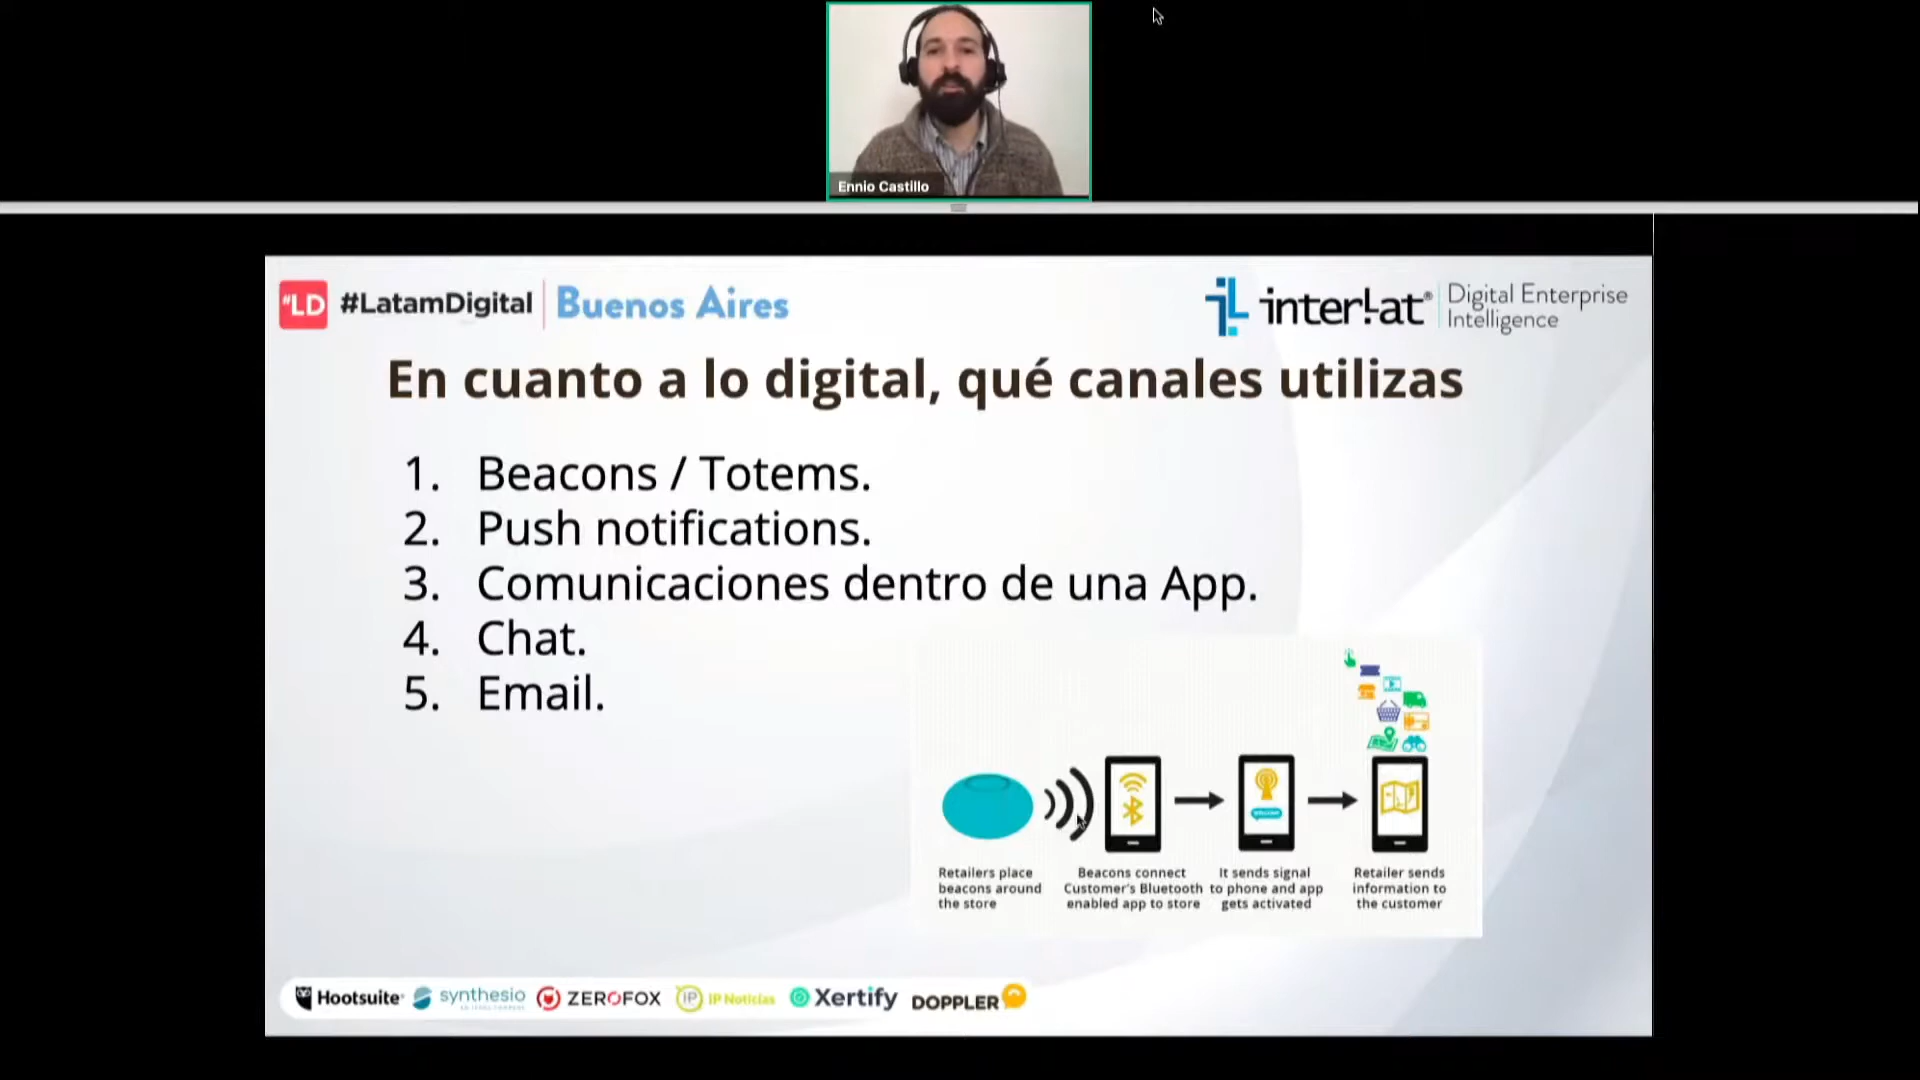 Ennio Castillo
"LD #LatamDigital Buenos Aires
interlat® Digital Enterprise
Intelligence
En cuanto a lo digital, qué canales utilizas
1. Beacons / Totems.
2. Push notifications.
3. Comunicaciones dentro de una App.
4. Chat.
5. Email.
Retailers place
beacons around
the store
Beacons connect
Customer's Bluetooth
enabled app to store
It sends signal
to phone and app
gets activated
Retailer sends
information to
the customer
Hootsuite synthesio ZEROFOX IP IP Noticias Xertify DOPPLER